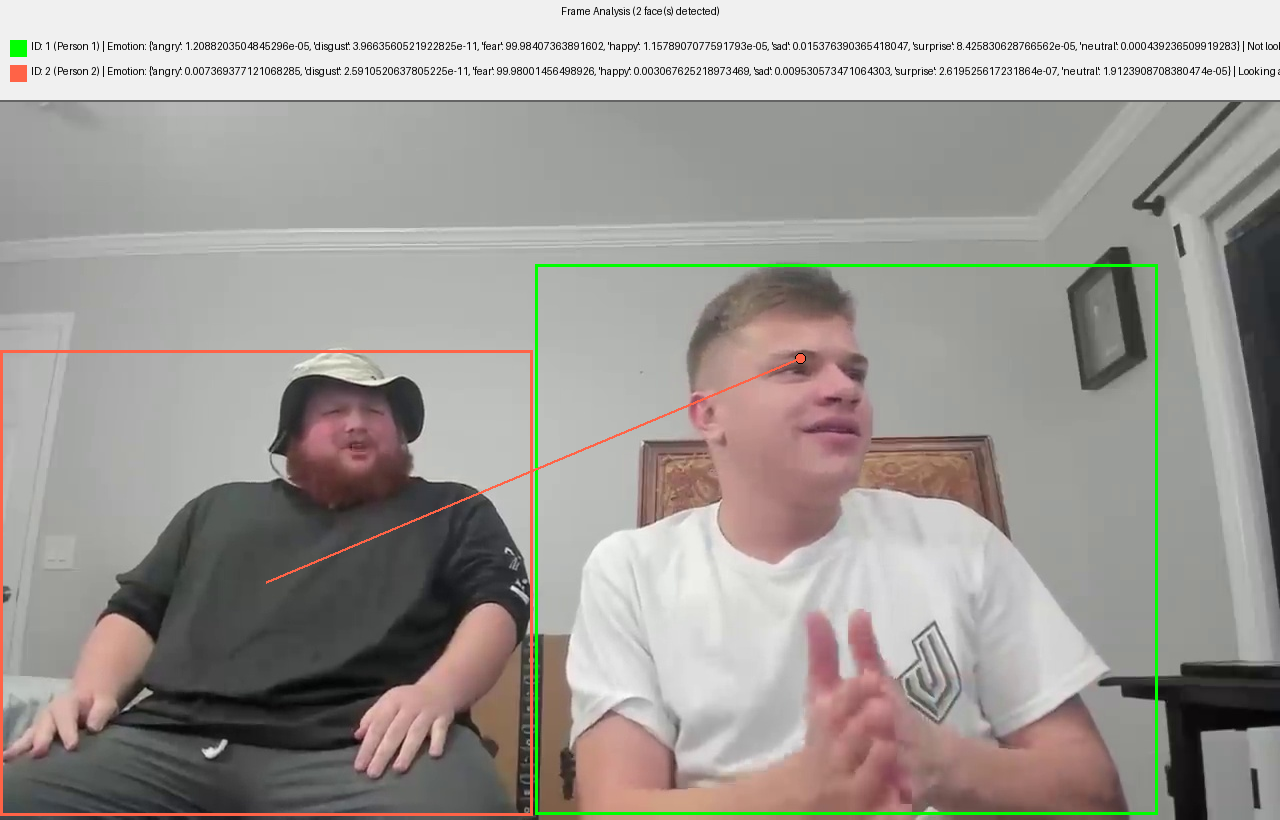 Frame Analysis (2 face(s) detected)
ID: 1 (Person 1) | Emotion: {'angry': 1.2088203504845296e-05, 'disgust': 3.9663560521922825e-11, 'fear': 99.98407363891602, 'happy': 1.1578907077591793e-05, 'sad': 0.015376390365418047, 'surprise': 8.425830628766562e-05, 'neutral': 0.000439236509919283} | Not look
ID: 2 (Person 2) | Emotion: {'angry': 0.007369377121068285, 'disgust': 2.5910520637805225e-11, 'fear': 99.98001456498926, 'happy': 0.003067625218973469, 'sad': 0.009530573471064303, 'surprise': 2.619525617231864e-07, 'neutral': 1.9123908708380474e-05} | Looking a